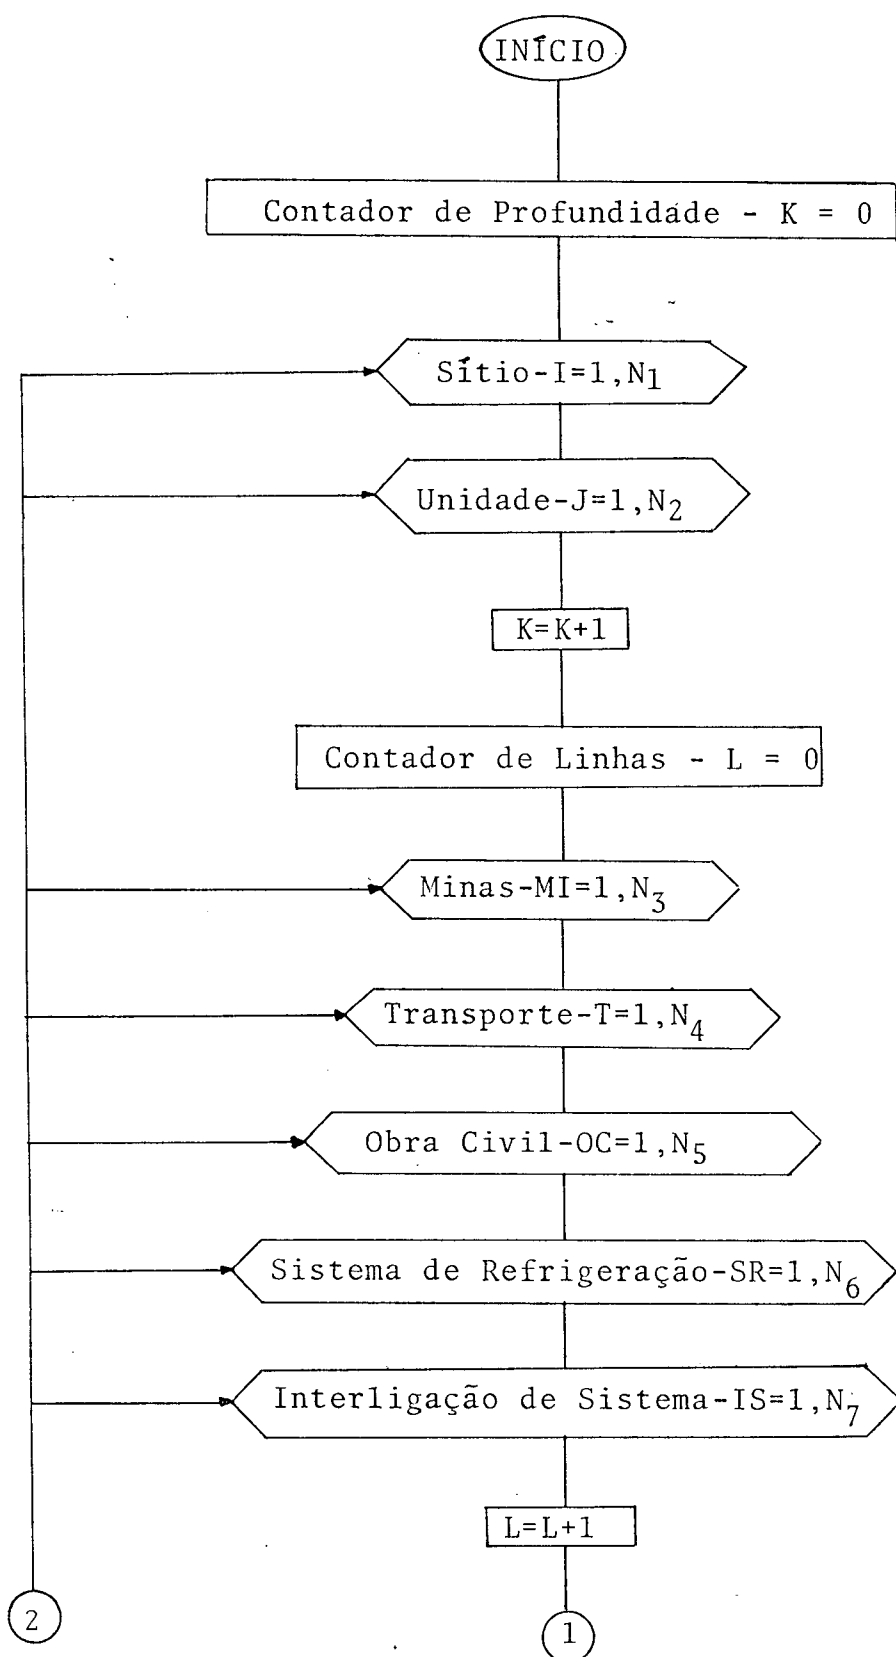 INÍCIO
Contador de Profundidade - K = 0
Sítio-I=1,N1
Unidade-J=1,N2
K=K+1
Contador de Linhas - L = 0
Minas-MI=1,N3
Transporte-T=1,N4
Obra Civil-OC=1,N5
Sistema de Refrigeração-SR=1,N6
Interligação de Sistema-IS=1,N7
L=L+1
2
1